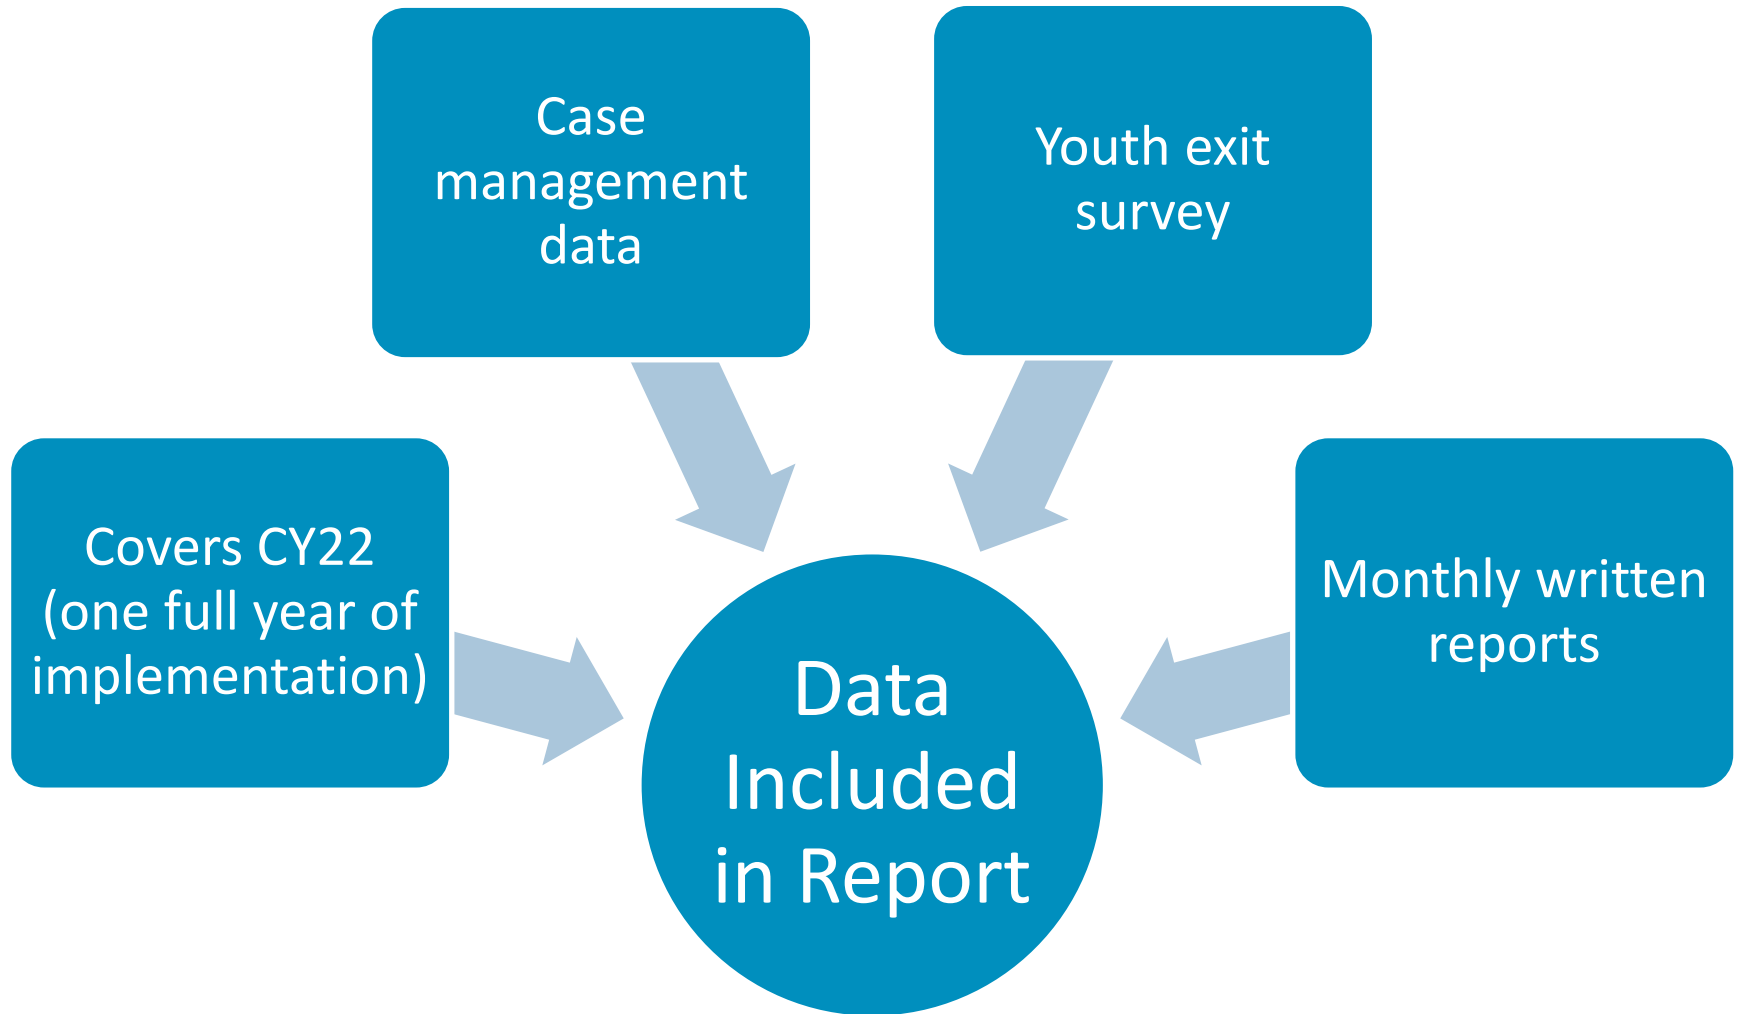 Case
management
data
Youth exit
survey
Covers CY22
(one full year of
implementation)
Monthly written
reports
Data
Included
in Report